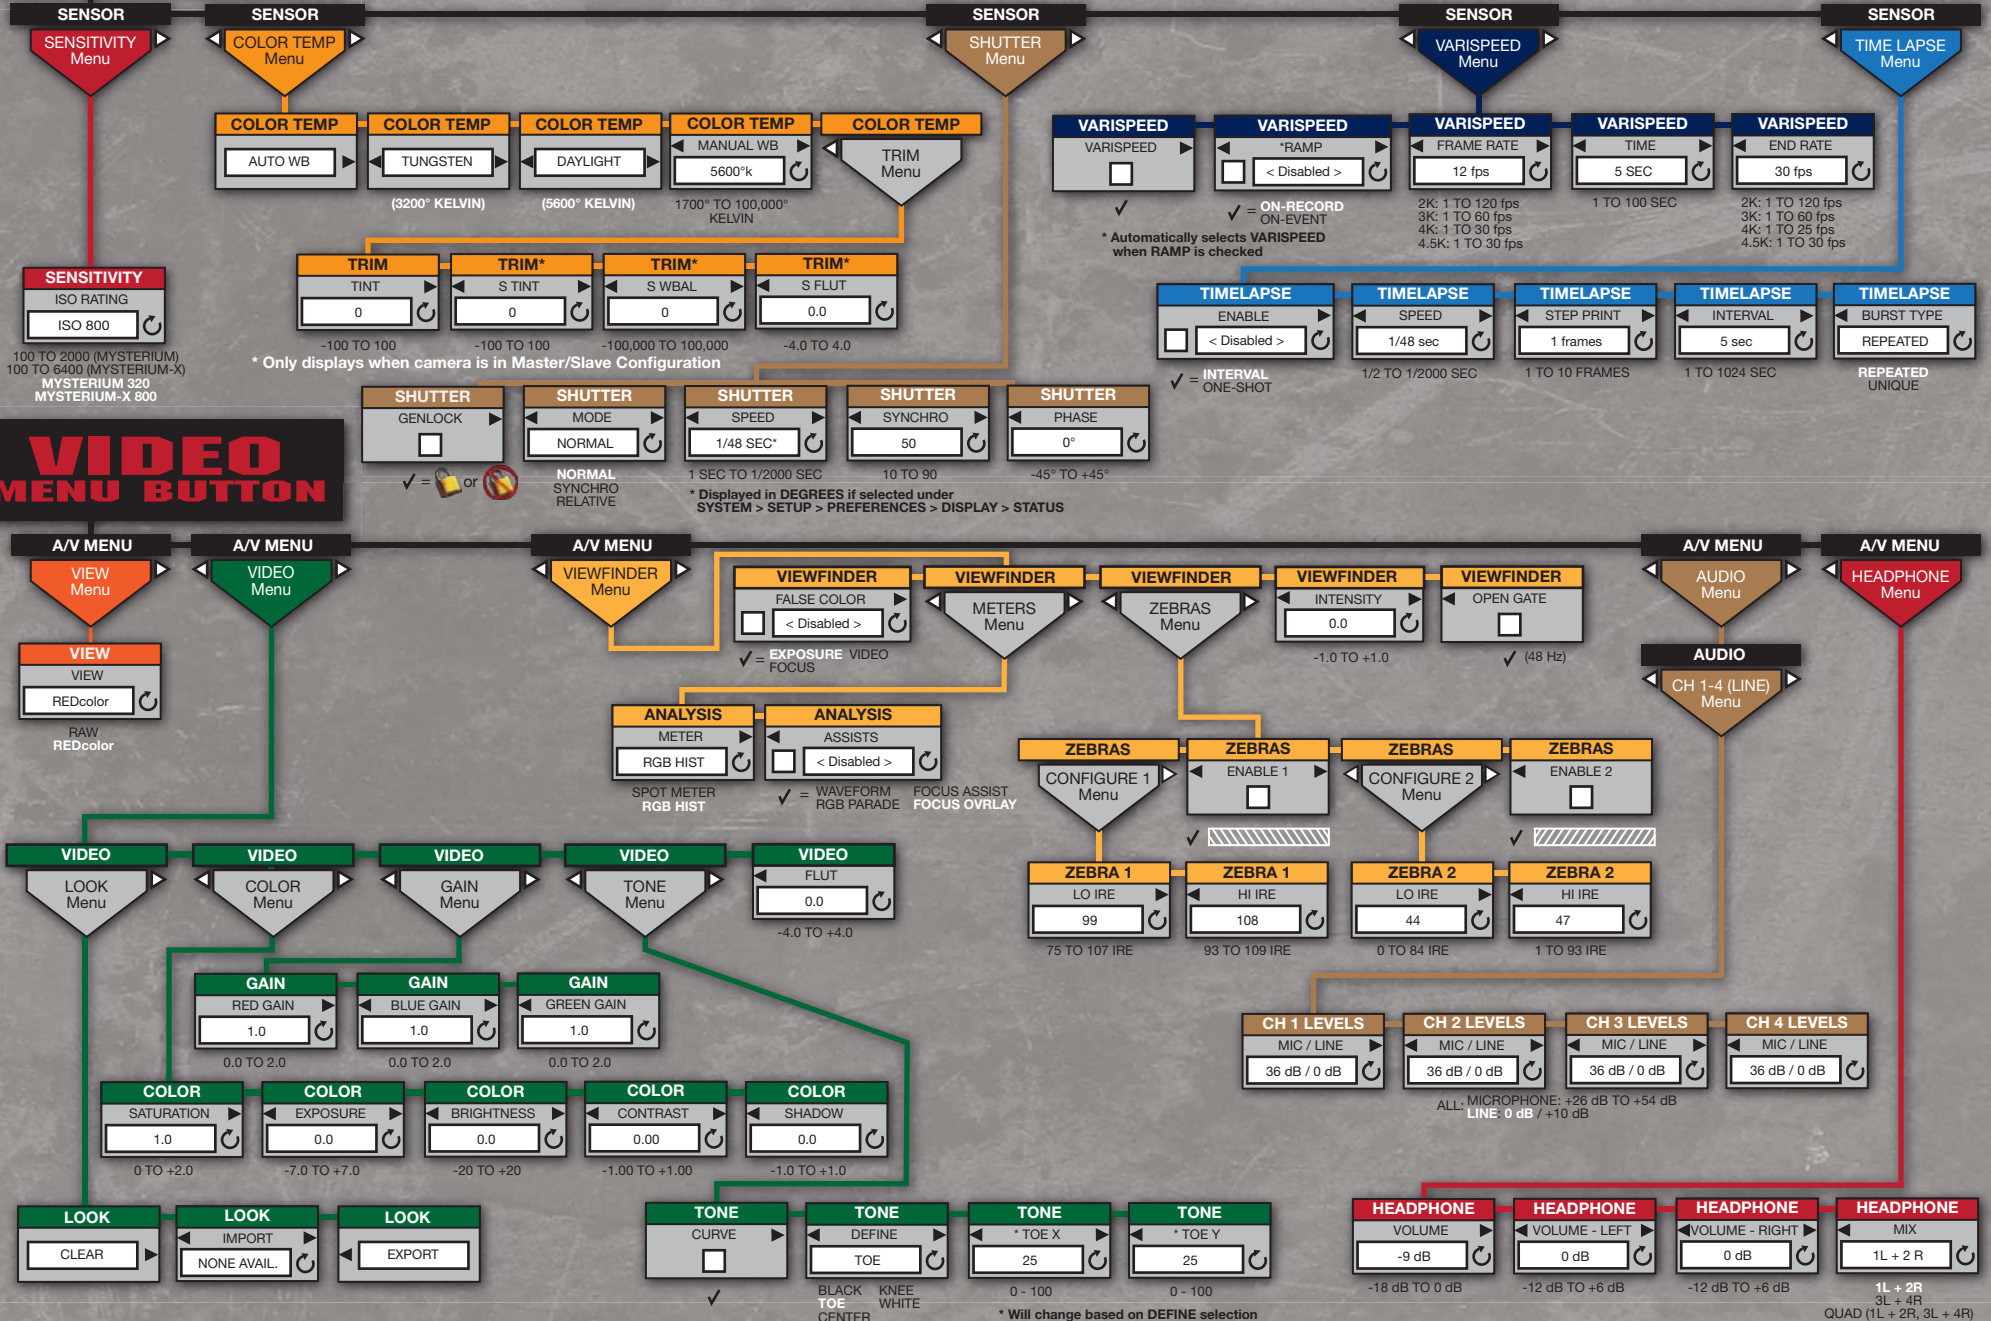 SENSOR
SENSITIVITY
Menu
SENSITIVITY
ISO RATING
ISO 800
100 TO 2000 (MYSTERIUM)
100 TO 6400 (MYSTERIUM-X)
MYSTERIUM 320
MYSTERIUM-X 800
SENSOR
COLOR TEMP
Menu
COLOR TEMP
AUTO WB
COLOR TEMP
TUNGSTEN
(3200° KELVIN)
COLOR TEMP
DAYLIGHT
(5600° KELVIN)
COLOR TEMP
MANUAL WB
5600°k
1700° TO 100,000°
KELVIN
COLOR TEMP
TRIM
Menu
TRIM
TINT
0
-100 TO 100
TRIM*
S TINT
0
-100 TO 100
TRIM*
S WBAL
0
-100,000 TO 100,000
TRIM*
S FLUT
0.0
-4.0 TO 4.0
* Only displays when camera is in Master/Slave Configuration
SENSOR
SHUTTER
Menu
SHUTTER
GENLOCK
✓ = or
SHUTTER
MODE
NORMAL
NORMAL
SYNCHRO
RELATIVE
SHUTTER
SPEED
1/48 SEC*
1 SEC TO 1/2000 SEC
SHUTTER
SYNCHRO
50
10 TO 90
SHUTTER
PHASE
0°
-45° TO +45°
* Displayed in DEGREES if selected under
SYSTEM > SETUP > PREFERENCES > DISPLAY > STATUS
SENSOR
VARISPEED
Menu
VARISPEED
VARISPEED
✓
VARISPEED
*RAMP
< Disabled >
✓ = ON-RECORD
ON-EVENT
* Automatically selects VARISPEED
when RAMP is checked
VARISPEED
FRAME RATE
12 fps
2K: 1 TO 120 fps
3K: 1 TO 60 fps
4K: 1 TO 30 fps
4.5K: 1 TO 30 fps
VARISPEED
TIME
5 SEC
1 TO 100 SEC
VARISPEED
END RATE
30 fps
2K: 1 TO 120 fps
3K: 1 TO 60 fps
4K: 1 TO 25 fps
4.5K: 1 TO 30 fps
SENSOR
TIME LAPSE
Menu
TIMELAPSE
ENABLE
< Disabled >
✓ = INTERVAL
ONE-SHOT
TIMELAPSE
SPEED
1/48 sec
1/2 TO 1/2000 SEC
TIMELAPSE
STEP PRINT
1 frames
1 TO 10 FRAMES
TIMELAPSE
INTERVAL
5 sec
1 TO 1024 SEC
TIMELAPSE
BURST TYPE
REPEATED
REPEATED
UNIQUE
VIDEO
MENU BUTTON
A/V MENU
VIEW
Menu
VIEW
VIEW
REDcolor
RAW
REDcolor
A/V MENU
VIDEO
Menu
VIDEO
LOOK
Menu
VIDEO
COLOR
Menu
VIDEO
GAIN
Menu
VIDEO
TONE
Menu
VIDEO
FLUT
0.0
-4.0 TO +4.0
GAIN
RED GAIN
1.0
0.0 TO 2.0
GAIN
BLUE GAIN
1.0
0.0 TO 2.0
GAIN
GREEN GAIN
1.0
0.0 TO 2.0
COLOR
SATURATION
1.0
0 TO +2.0
COLOR
EXPOSURE
0.0
-7.0 TO +7.0
COLOR
BRIGHTNESS
0.0
-20 TO +20
COLOR
CONTRAST
0.00
-1.00 TO +1.00
COLOR
SHADOW
0.0
-1.0 TO +1.0
LOOK
CLEAR
LOOK
IMPORT
NONE AVAIL.
LOOK
EXPORT
TONE
CURVE
✓
TONE
DEFINE
TOE
BLACK KNEE
TOE WHITE
CENTER
TONE
* TOE X
25
0 - 100
TONE
* TOE Y
25
0 - 100
* Will change based on DEFINE selection
A/V MENU
VIEWFINDER
Menu
VIEWFINDER
FALSE COLOR
< Disabled >
✓ = EXPOSURE VIDEO
FOCUS
VIEWFINDER
METERS
Menu
VIEWFINDER
ZEBRAS
Menu
VIEWFINDER
INTENSITY
0.0
-1.0 TO +1.0
VIEWFINDER
OPEN GATE
✓ (48 Hz)
ANALYSIS
METER
RGB HIST
SPOT METER
RGB HIST
ANALYSIS
ASSISTS
< Disabled >
✓ = WAVEFORM FOCUS ASSIST
RGB PARADE FOCUS OVRLAY
ZEBRAS
CONFIGURE 1
Menu
ZEBRAS
ENABLE 1
✓
ZEBRAS
CONFIGURE 2
Menu
ZEBRAS
ENABLE 2
✓
ZEBRA 1
LO IRE
99
75 TO 107 IRE
ZEBRA 1
HI IRE
108
93 TO 109 IRE
ZEBRA 2
LO IRE
44
0 TO 84 IRE
ZEBRA 2
HI IRE
47
1 TO 93 IRE
A/V MENU
AUDIO
Menu
AUDIO
CH 1-4 (LINE)
Menu
CH 1 LEVELS
MIC / LINE
36 dB / 0 dB
CH 2 LEVELS
MIC / LINE
36 dB / 0 dB
CH 3 LEVELS
MIC / LINE
36 dB / 0 dB
CH 4 LEVELS
MIC / LINE
36 dB / 0 dB
ALL: MICROPHONE: +26 dB TO +54 dB
LINE: 0 dB / +10 dB
A/V MENU
HEADPHONE
Menu
HEADPHONE
VOLUME
-9 dB
-18 dB TO 0 dB
HEADPHONE
VOLUME - LEFT
0 dB
-12 dB TO +6 dB
HEADPHONE
VOLUME - RIGHT
0 dB
-12 dB TO +6 dB
HEADPHONE
MIX
1L + 2 R
1L + 2R
3L + 4R
QUAD (1L + 2R, 3L + 4R)